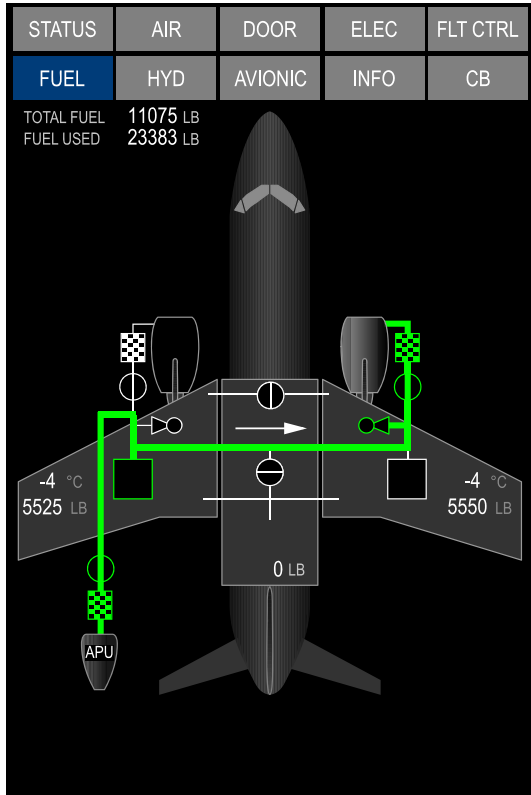 STATUS AIR DOOR ELEC FLT CTRL
FUEL HYD AVIONIC INFO CB
TOTAL FUEL 11075 LB
FUEL USED 23383 LB
-4 °C -4 °C
5525 LB 5550 LB
0 LB
APU